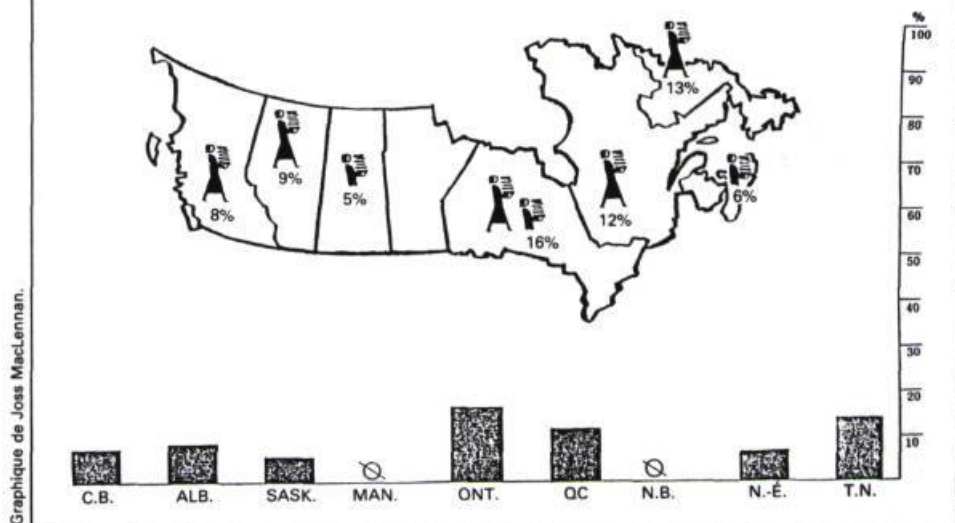 %
100
90
80
70
60
50
40
30
20
10
13%
9%
8%
5%
16%
12%
6%
C.B.
ALB.
SASK.
MAN.
ONT.
QC
N.B.
N.-É.
T.N.
Graphique de Joss MacLennan.